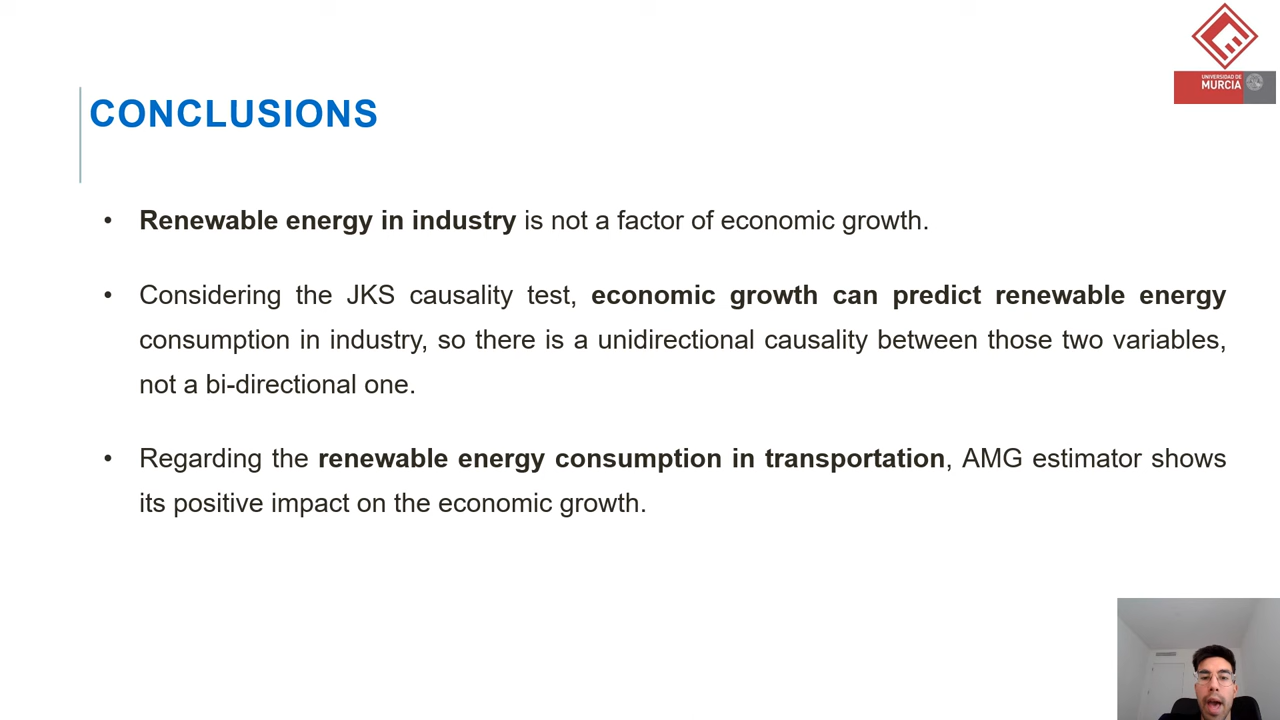 UNIVERSIDAD DE
MURCIA
CONCLUSIONS
• Renewable energy in industry is not a factor of economic growth.
• Considering the JKS causality test, economic growth can predict renewable energy
consumption in industry, so there is a unidirectional causality between those two variables,
not a bi-directional one.
• Regarding the renewable energy consumption in transportation, AMG estimator shows
its positive impact on the economic growth.